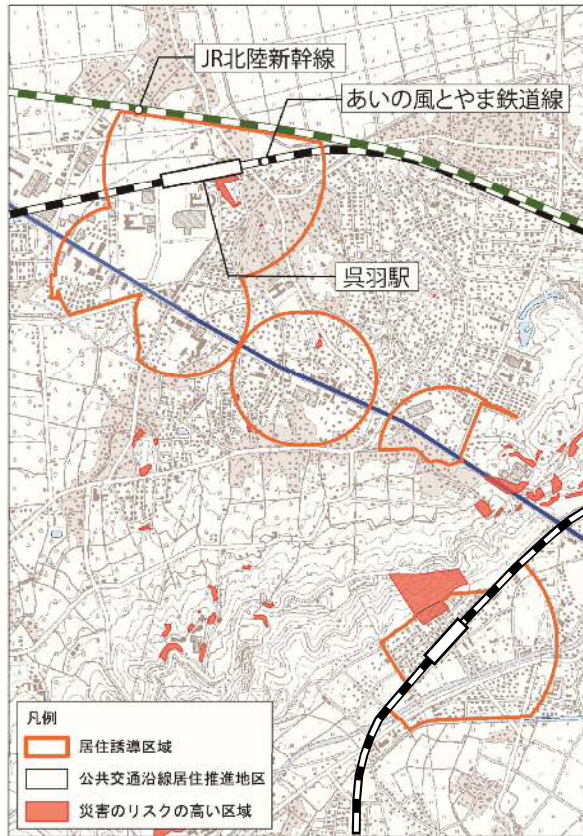 JR北陸新幹線
あいの風とやま鉄道線
呉羽駅
凡例
居住誘導区域
公共交通沿線居住推進地区
災害のリスクの高い区域